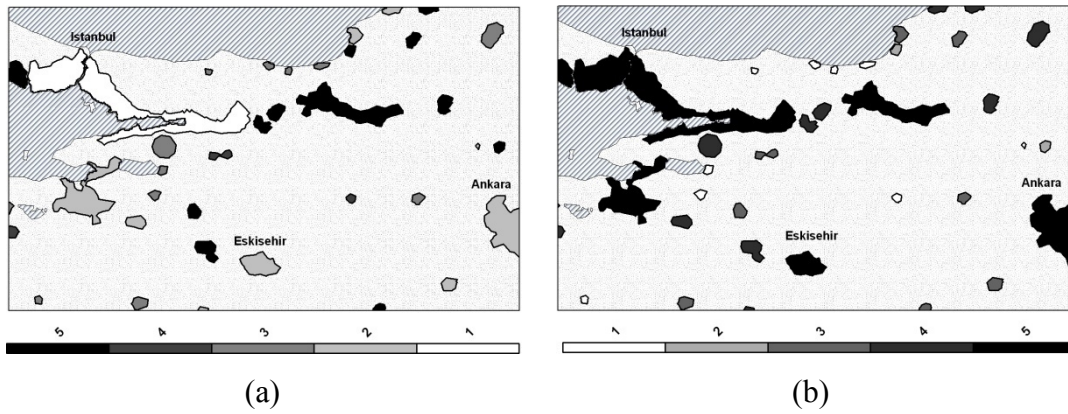 Istanbul
Ankara
Eskisehir
5 4 3 2 1
(a)
Istanbul
Ankara
Eskisehir
1 2 3 4 5
(b)